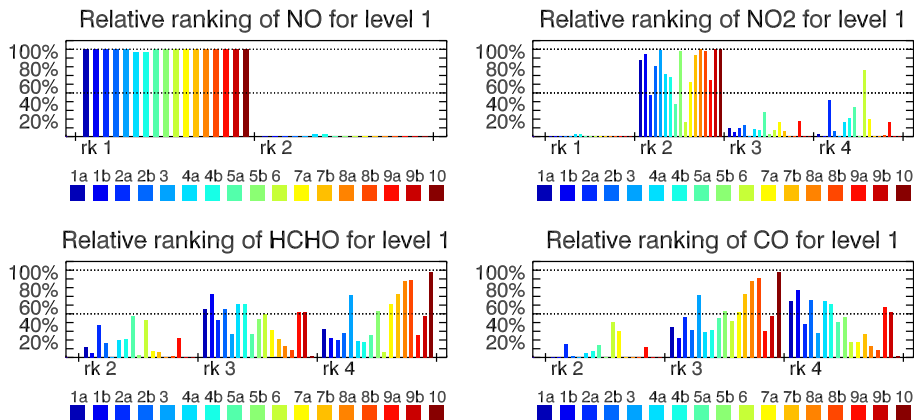 Relative ranking of NO for level 1
100%
80%
60%
40%
20%
rk 1 rk 2
1a 1b 2a 2b 3 4a 4b 5a 5b 6 7a 7b 8a 8b 9a 9b 10
Relative ranking of NO2 for level 1
100%
80%
60%
40%
20%
rk 1 rk 2 rk 3 rk 4
1a 1b 2a 2b 3 4a 4b 5a 5b 6 7a 7b 8a 8b 9a 9b 10
Relative ranking of HCHO for level 1
100%
80%
60%
40%
20%
rk 2 rk 3 rk 4
1a 1b 2a 2b 3 4a 4b 5a 5b 6 7a 7b 8a 8b 9a 9b 10
Relative ranking of CO for level 1
100%
80%
60%
40%
20%
rk 2 rk 3 rk 4
1a 1b 2a 2b 3 4a 4b 5a 5b 6 7a 7b 8a 8b 9a 9b 10